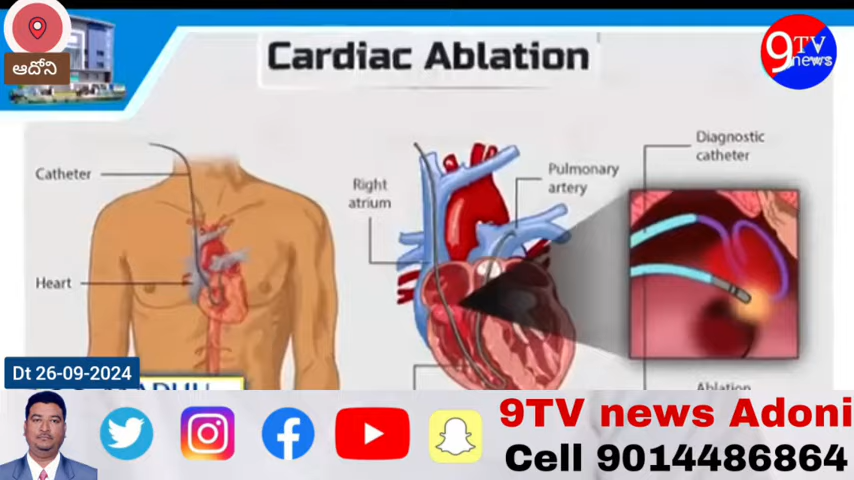 ఆదోని
Cardiac Ablation
9TV
news
Diagnostic
catheter
Catheter
Right
atrium
Pulmonary
artery
Heart
Dt 26-09-2024
Ablation
9TV news Adoni
Cell 9014486864